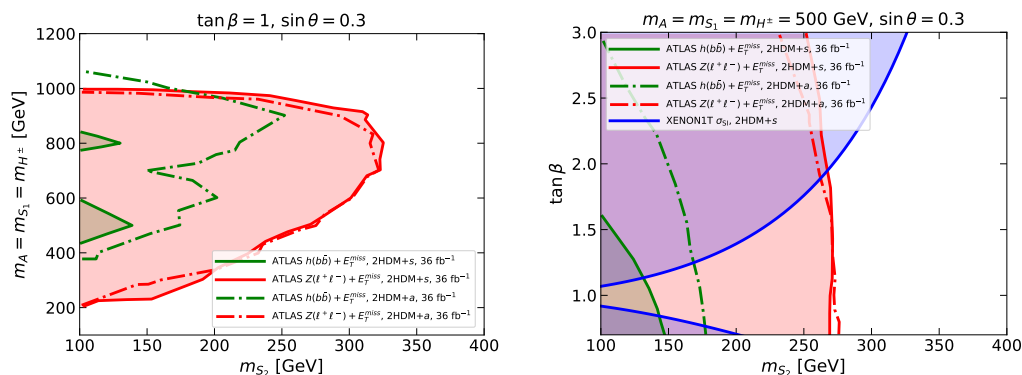 tan β = 1, sin θ = 0.3
1200
1000
800
600
400
200
m_A = m_{S_1} = m_{H^±} [GeV]
ATLAS h(bb̄) + E_T^{miss}, 2HDM+s, 36 fb⁻¹
ATLAS Z(ℓ⁺ℓ⁻) + E_T^{miss}, 2HDM+s, 36 fb⁻¹
ATLAS h(bb̄) + E_T^{miss}, 2HDM+a, 36 fb⁻¹
ATLAS Z(ℓ⁺ℓ⁻) + E_T^{miss}, 2HDM+a, 36 fb⁻¹
100 150 200 250 300 350 400
m_{S_2} [GeV]
m_A = m_{S_1} = m_{H^±} = 500 GeV, sin θ = 0.3
3.0
2.5
2.0
1.5
1.0
tan β
ATLAS h(bb̄) + E_T^{miss}, 2HDM+s, 36 fb⁻¹
ATLAS Z(ℓ⁺ℓ⁻) + E_T^{miss}, 2HDM+s, 36 fb⁻¹
ATLAS h(bb̄) + E_T^{miss}, 2HDM+a, 36 fb⁻¹
ATLAS Z(ℓ⁺ℓ⁻) + E_T^{miss}, 2HDM+a, 36 fb⁻¹
XENON1T σ_{SI}, 2HDM+s
100 150 200 250 300 350 400
m_{S_2} [GeV]